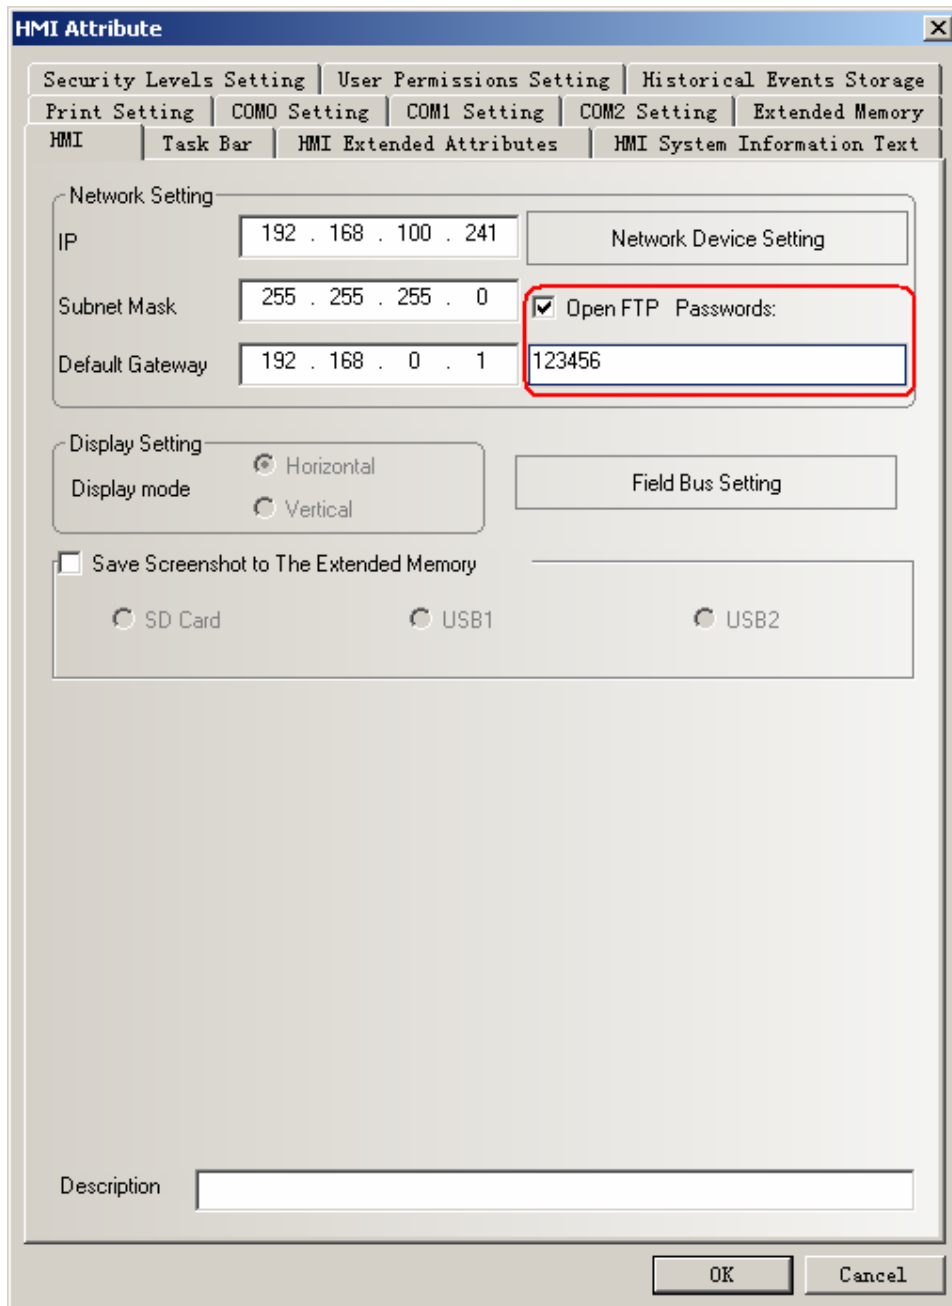 HMI Attribute
Security Levels Setting User Permissions Setting Historical Events Storage
Print Setting COM0 Setting COM1 Setting COM2 Setting Extended Memory
HMI Task Bar HMI Extended Attributes HMI System Information Text
Network Setting
IP 192 . 168 . 100 . 241 Network Device Setting
Subnet Mask 255 . 255 . 255 . 0 Open FTP Passwords:
Default Gateway 192 . 168 . 0 . 1 123456
Display Setting
Display mode Horizontal Field Bus Setting
Vertical
Save Screenshot to The Extended Memory
SD Card USB1 USB2
Description
OK Cancel